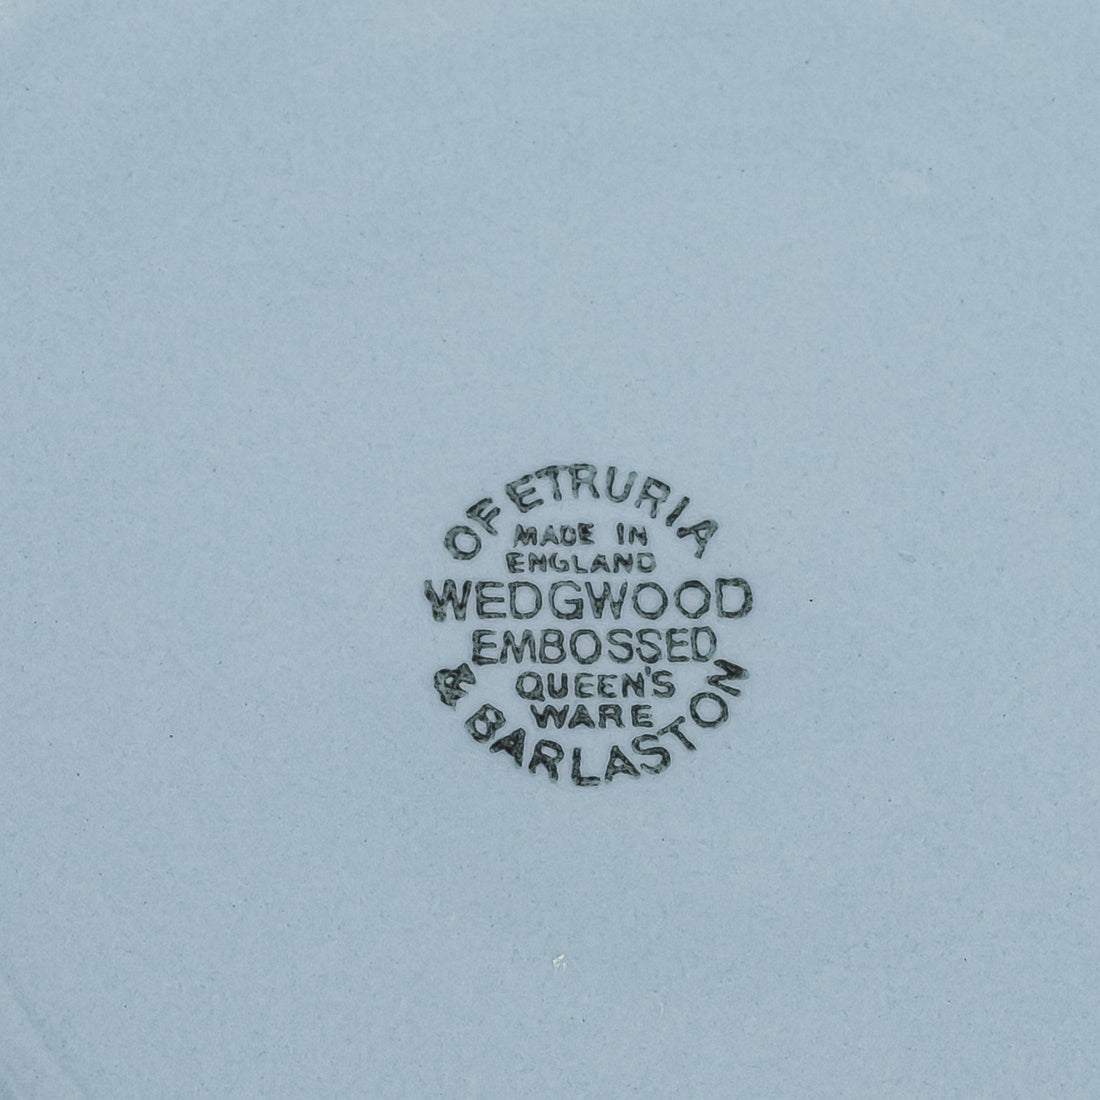 OF ETRURIA
MADE IN
ENGLAND
WEDGWOOD
EMBOSSED
QUEEN'S
WARE
& BARLASTON